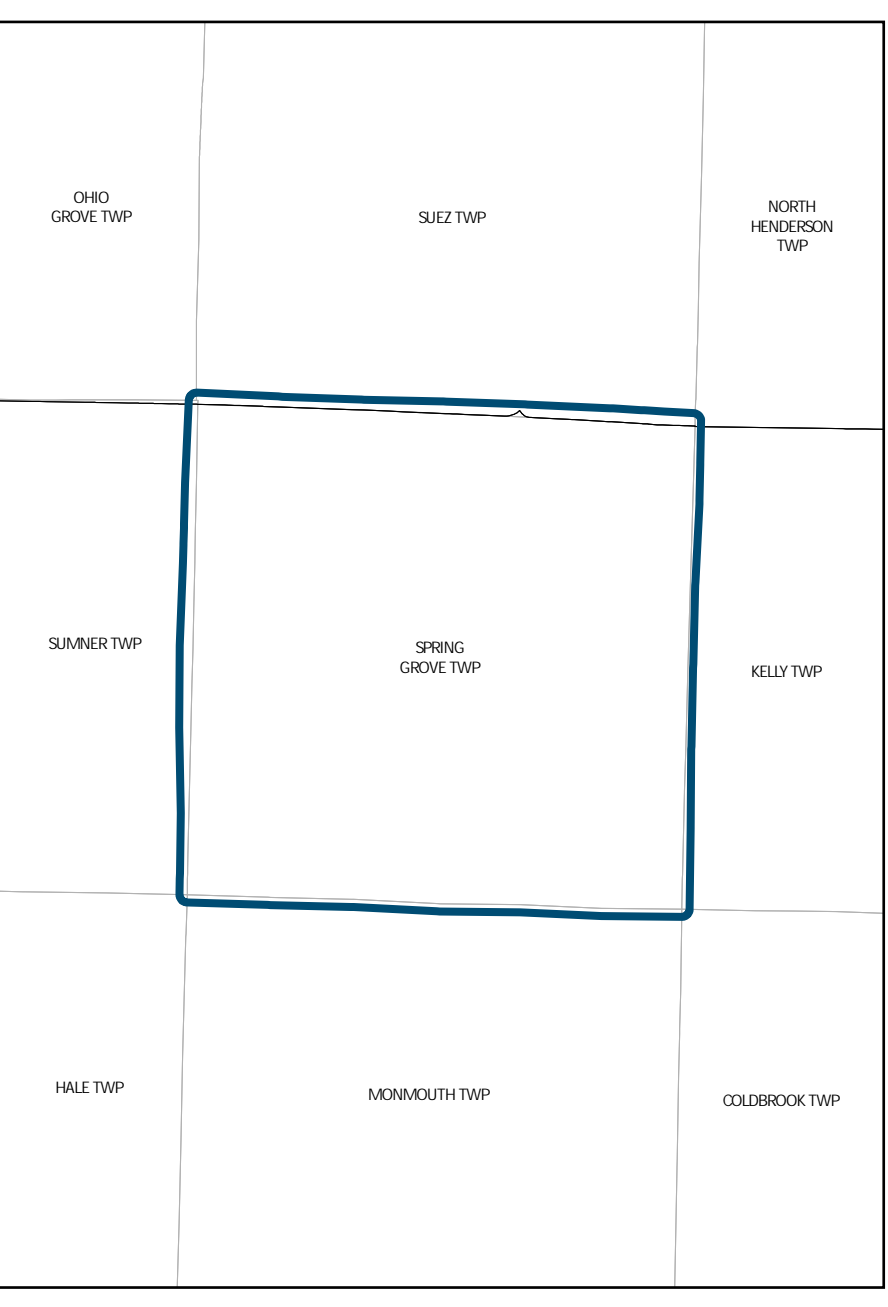 OHIO
GROVE TWP
SUEZ TWP
NORTH
HENDERSON
TWP
SUMNER TWP
SPRING
GROVE TWP
KELLY TWP
HALE TWP
MONMOUTH TWP
COLDBROOK TWP